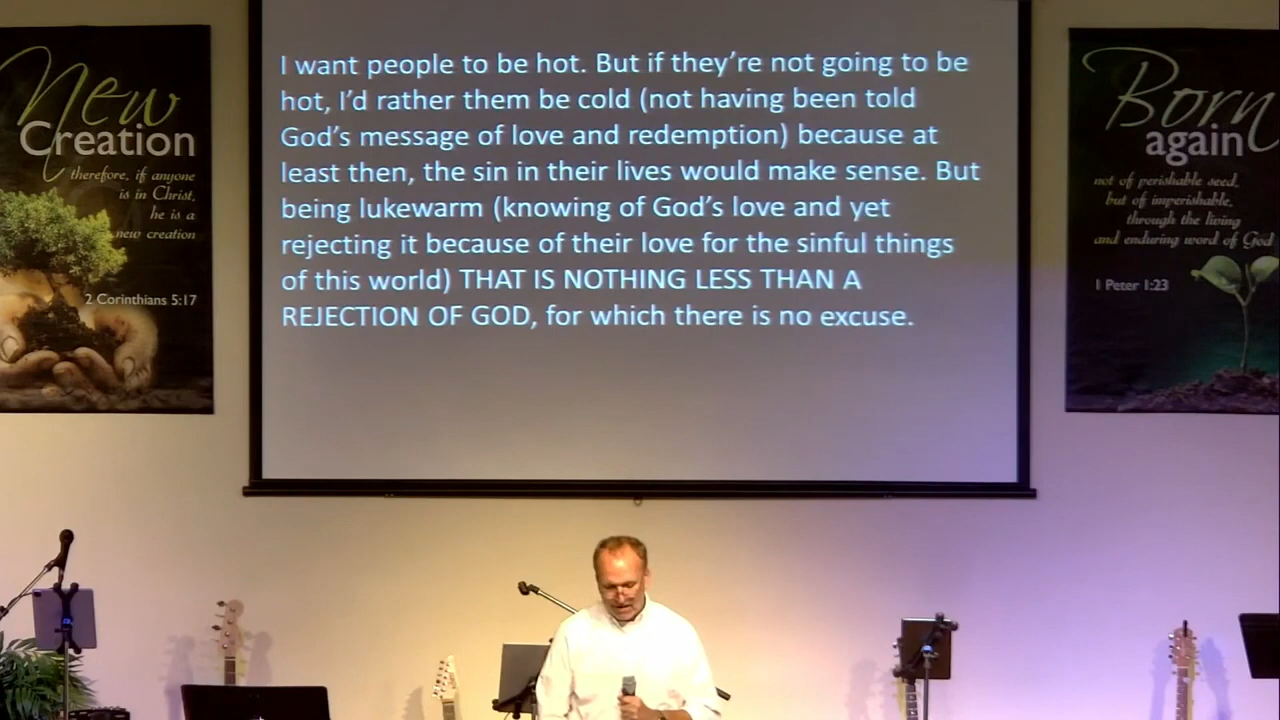 New
Creation
therefore, if anyone
is in Christ,
he is a
new creation
2 Corinthians 5:17
I want people to be hot. But if they’re not going to be
hot, I’d rather them be cold (not having been told
God’s message of love and redemption) because at
least then, the sin in their lives would make sense. But
being lukewarm (knowing of God’s love and yet
rejecting it because of their love for the sinful things
of this world) THAT IS NOTHING LESS THAN A
REJECTION OF GOD, for which there is no excuse.
Born
again
not of perishable seed,
but of imperishable,
through the living
and enduring word of God
1 Peter 1:23